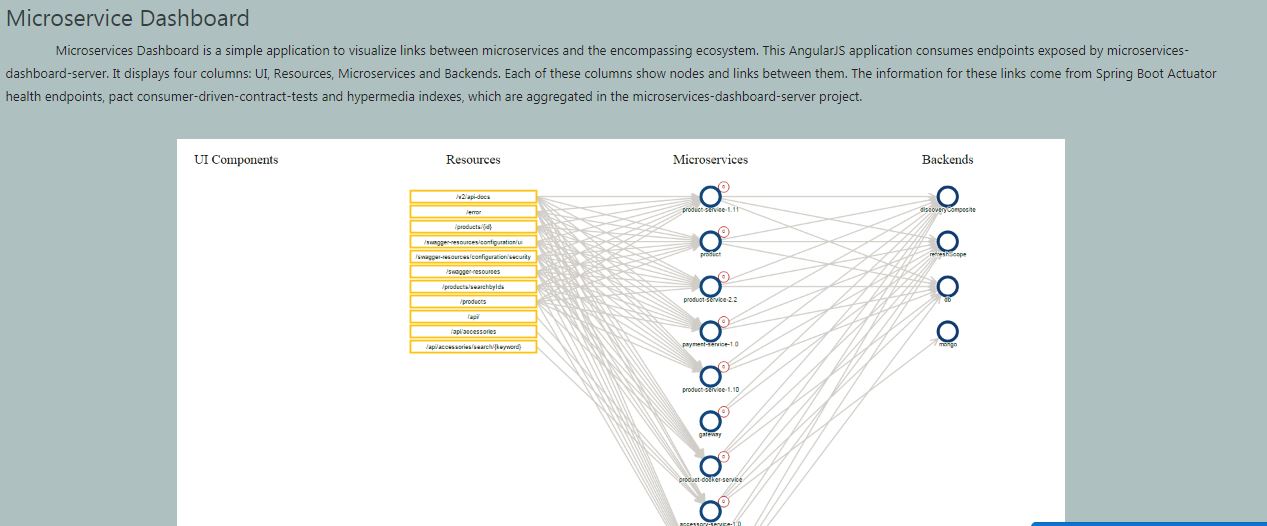 Microservice Dashboard
Microservices Dashboard is a simple application to visualize links between microservices and the encompassing ecosystem. This AngularJS application consumes endpoints exposed by microservices-
dashboard-server. It displays four columns: UI, Resources, Microservices and Backends. Each of these columns show nodes and links between them. The information for these links come from Spring Boot Actuator
health endpoints, pact consumer-driven-contract-tests and hypermedia indexes, which are aggregated in the microservices-dashboard-server project.
UI Components
Resources
Microservices
Backends
/v2/api-docs
/error
/products/{id}
/swagger-resources/configuration/ui
/swagger-resources/configuration/security
/swagger-resources
/products/searchbyIds
/products
/api/
/api/accessories
/api/accessories/search/{keyword}
product-service-1.11
product
product-service-2.2
payment-service-1.0
product-service-1.10
gateway
product-docker-service
accessory-service-1.0
discoveryComposite
refreshScope
db
mongo